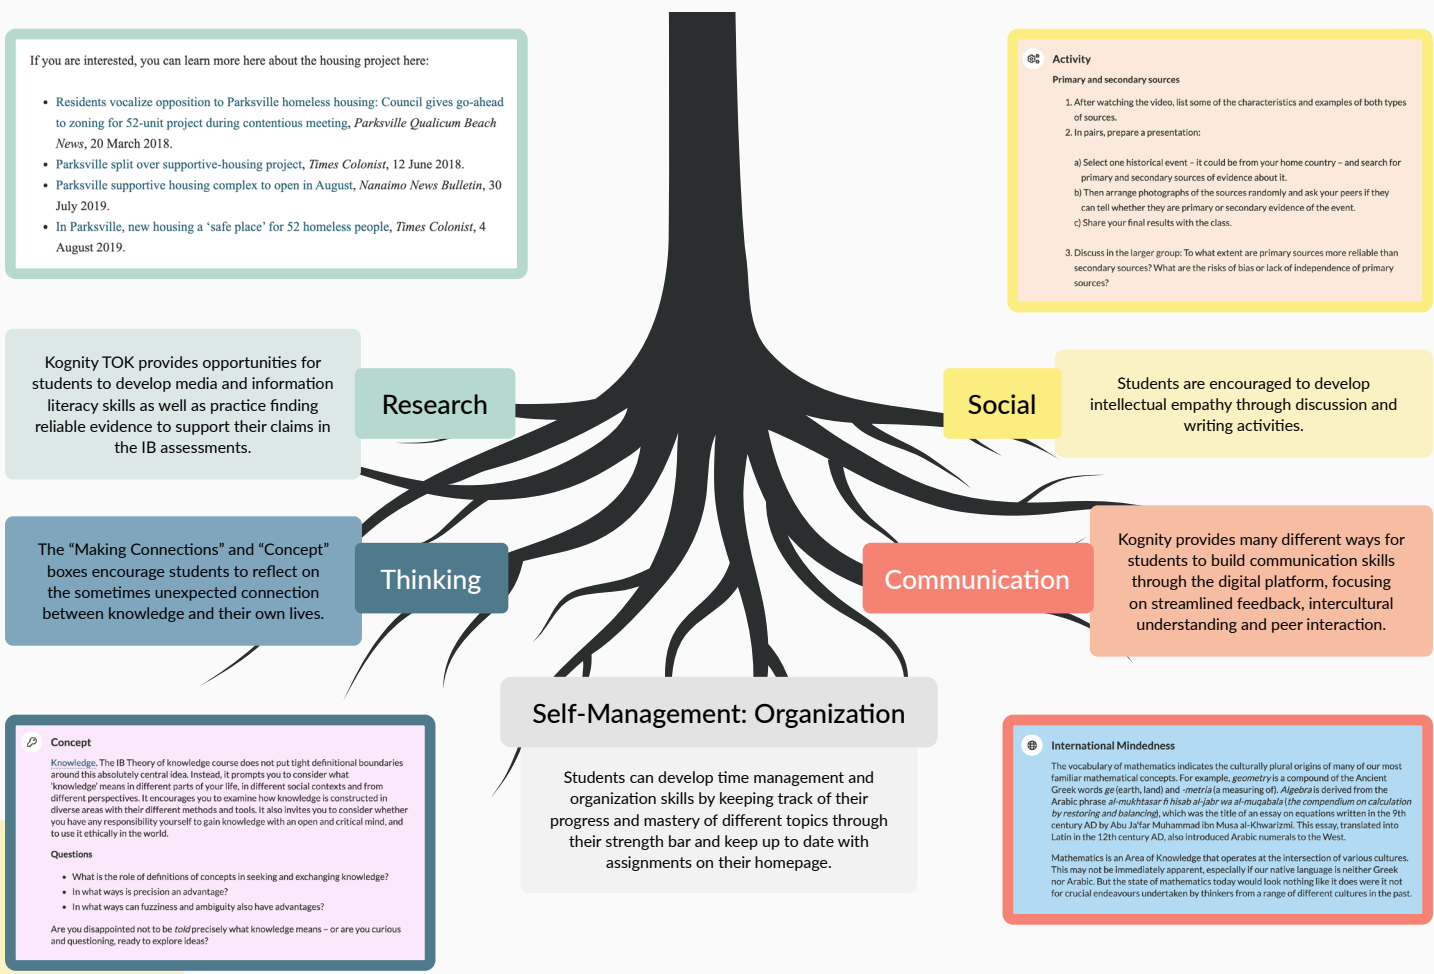 If you are interested, you can learn more here about the housing project here:
• Residents vocalize opposition to Parksville homeless housing: Council gives go-ahead
to zoning for 52-unit project during contentious meeting, Parksville Qualicum Beach
News, 20 March 2018.
• Parksville split over supportive-housing project, Times Colonist, 12 June 2018.
• Parksville supportive housing complex to open in August, Nanaimo News Bulletin, 30
July 2019.
• In Parksville, new housing a ‘safe place’ for 52 homeless people, Times Colonist, 4
August 2019.
Activity
Primary and secondary sources
1. After watching the video, list some of the characteristics and examples of both types
of sources.
2. In pairs, prepare a presentation:
a) Select one historical event – it could be from your home country – and search for
primary and secondary sources of evidence about it.
b) Then arrange photographs of the sources randomly and ask your peers if they
can tell whether they are primary or secondary evidence of the event.
c) Share your final results with the class.
3. Discuss in the larger group: To what extent are primary sources more reliable than
secondary sources? What are the risks of bias or lack of independence of primary
sources?
Kognity TOK provides opportunities for
students to develop media and information
literacy skills as well as practice finding
reliable evidence to support their claims in
the IB assessments.
Research
Social
Students are encouraged to develop
intellectual empathy through discussion and
writing activities.
The “Making Connections” and “Concept”
boxes encourage students to reflect on
the sometimes unexpected connection
between knowledge and their own lives.
Thinking
Communication
Kognity provides many different ways for
students to build communication skills
through the digital platform, focusing
on streamlined feedback, intercultural
understanding and peer interaction.
Self-Management: Organization
Students can develop time management and
organization skills by keeping track of their
progress and mastery of different topics through
their strength bar and keep up to date with
assignments on their homepage.
Concept
Knowledge. The IB Theory of knowledge course does not put tight definitional boundaries
around this absolutely central idea. Instead, it prompts you to consider what
‘knowledge’ means in different parts of your life, in different social contexts and from
different perspectives. It encourages you to examine how knowledge is constructed in
diverse areas with their different methods and tools. It also invites you to consider whether
you have any responsibility yourself to gain knowledge with an open and critical mind, and
to use it ethically in the world.
Questions
• What is the role of definitions of concepts in seeking and exchanging knowledge?
• In what ways is precision an advantage?
• In what ways can fuzziness and ambiguity also have advantages?
Are you disappointed not to be told precisely what knowledge means – or are you curious
and questioning, ready to explore ideas?
International Mindedness
The vocabulary of mathematics indicates the culturally plural origins of many of our most
familiar mathematical concepts. For example, geometry is a compound of the Ancient
Greek words ge (earth, land) and -metria (a measuring of). Algebra is derived from the
Arabic phrase al-mukhtasar fi hisab al-jabr wa al-muqabala (the compendium on calculation
by restoring and balancing), which was the title of an essay on equations written in the 9th
century AD by Abu Ja'far Muhammad ibn Musa al-Khwarizmi. This essay, translated into
Latin in the 12th century AD, also introduced Arabic numerals to the West.
Mathematics is an Area of Knowledge that operates at the intersection of various cultures.
This may not be immediately apparent, especially if our native language is neither Greek
nor Arabic. But the state of mathematics today would look nothing like it does were it not
for crucial endeavours undertaken by thinkers from a range of different cultures in the past.